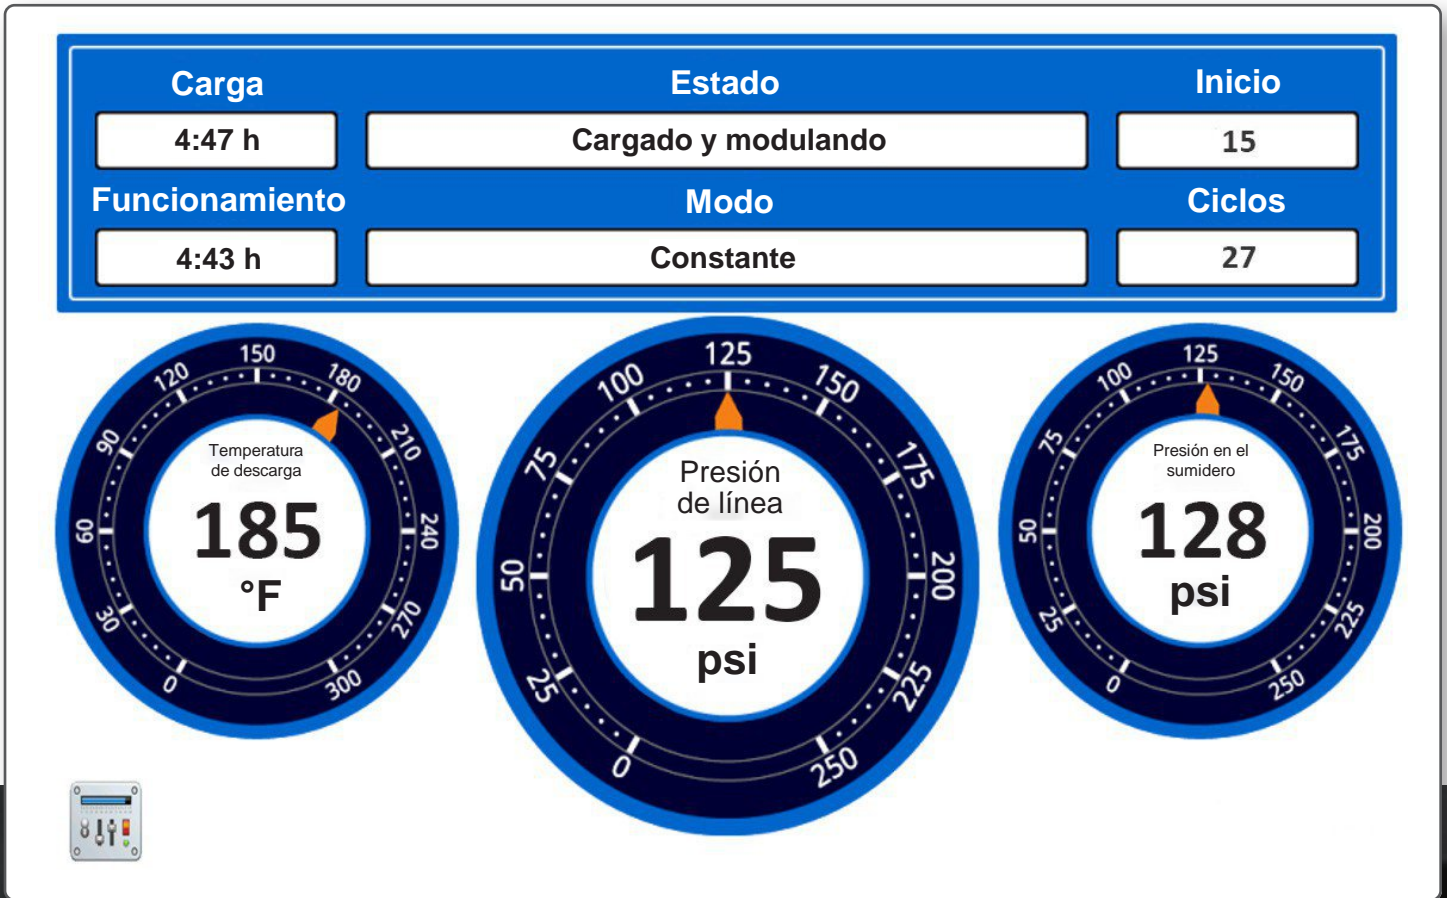 Carga
Estado
Inicio
4:47 h
Cargado y modulando
15
Funcionamiento
Modo
Ciclos
4:43 h
Constante
27
0
30
60
90
120
150
180
210
240
270
300
Temperatura
de descarga
185
°F
0
25
50
75
100
125
150
175
200
225
250
Presión
de línea
125
psi
0
25
50
75
100
125
150
175
200
225
250
Presión en el
sumidero
128
psi